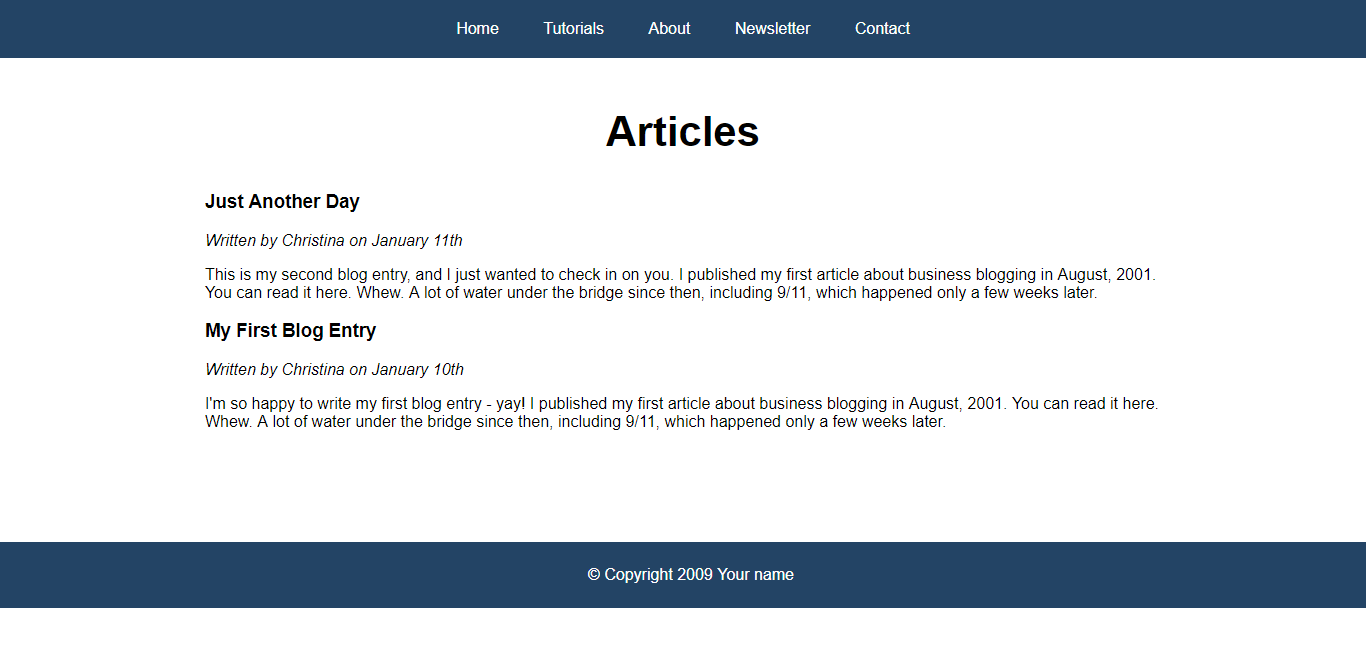 Home Tutorials About Newsletter Contact
Articles
Just Another Day
Written by Christina on January 11th
This is my second blog entry, and I just wanted to check in on you. I published my first article about business blogging in August, 2001.
You can read it here. Whew. A lot of water under the bridge since then, including 9/11, which happened only a few weeks later.
My First Blog Entry
Written by Christina on January 10th
I'm so happy to write my first blog entry - yay! I published my first article about business blogging in August, 2001. You can read it here.
Whew. A lot of water under the bridge since then, including 9/11, which happened only a few weeks later.
© Copyright 2009 Your name